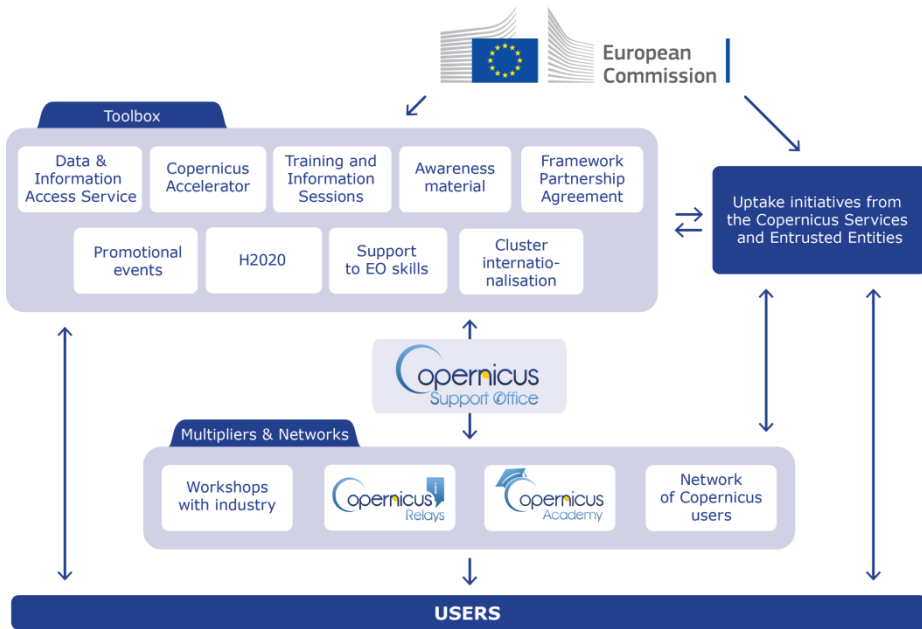 European
Commission
Toolbox
Data &
Information
Access Service
Copernicus
Accelerator
Training and
Information
Sessions
Awareness
material
Framework
Partnership
Agreement
Promotional
events
H2020
Support
to EO skills
Cluster
internatio-
nalisation
Uptake initiatives from
the Copernicus Services
and Entrusted Entities
Copernicus
Support Office
Multipliers & Networks
Workshops
with industry
Copernicus
Relays
Copernicus
Academy
Network
of Copernicus
users
USERS